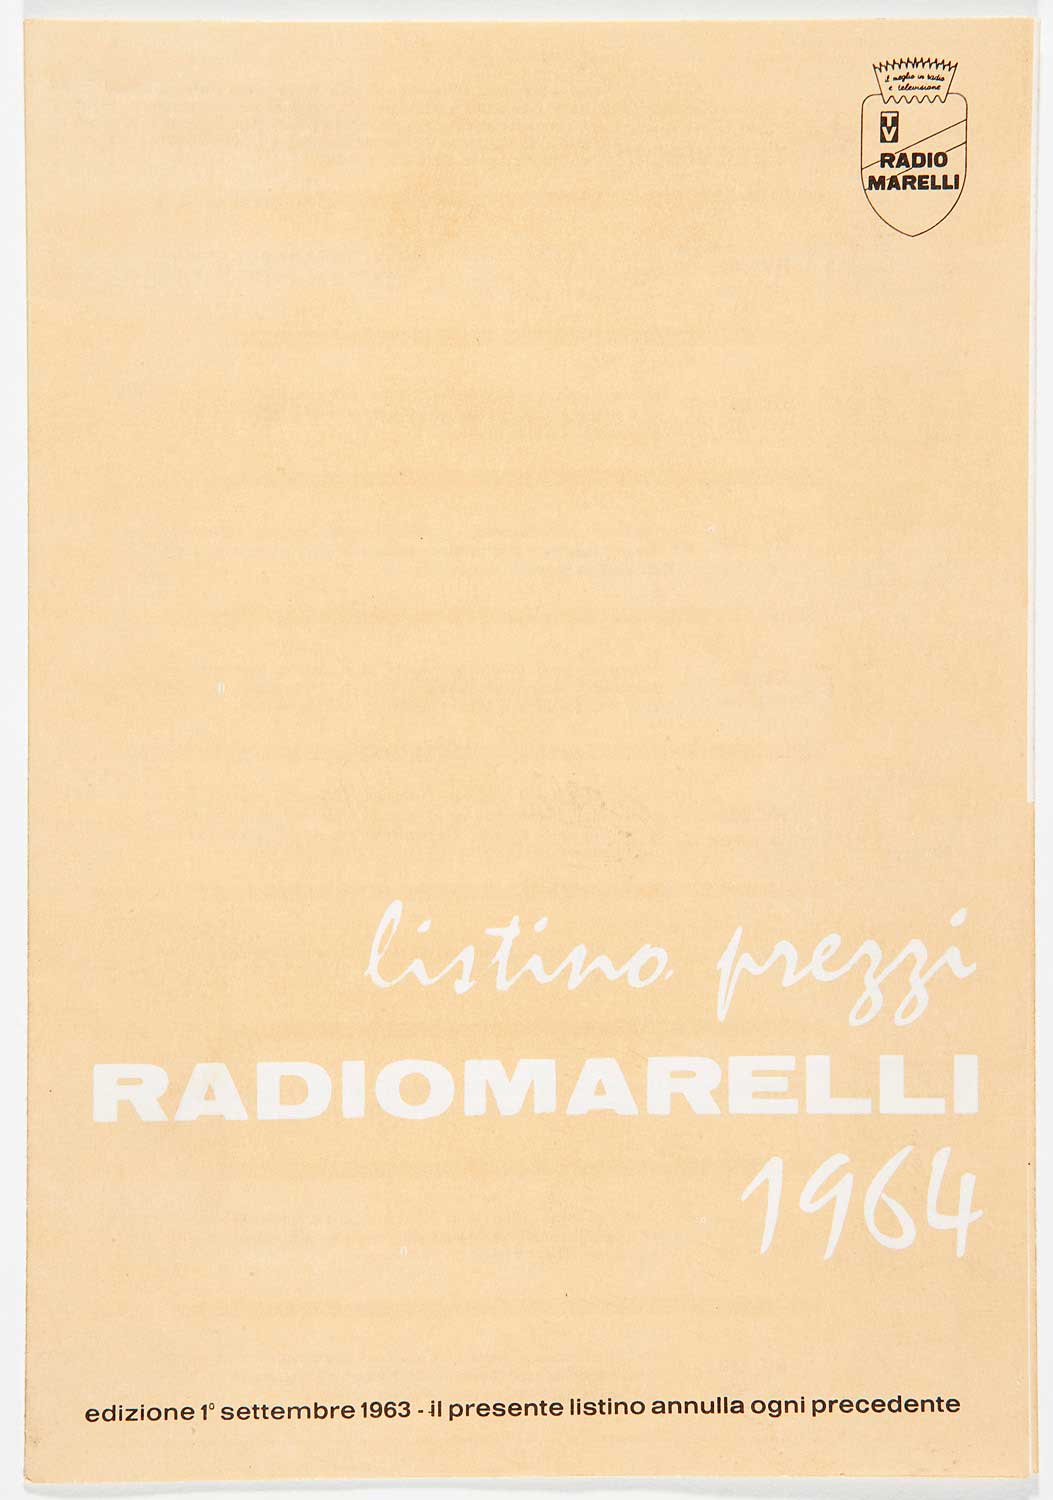 il meglio in radio
e televisione
TV
RADIO
MARELLI
listino prezzi
RADIOMARELLI
1964
edizione 1º settembre 1963 - il presente listino annulla ogni precedente